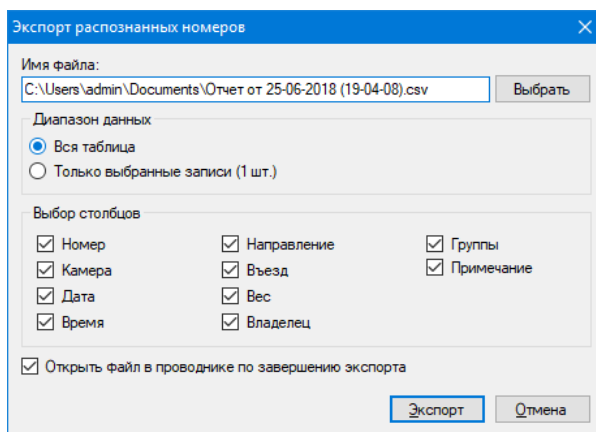 Экспорт распознанных номеров
Имя файла:
C:\Users\admin\Documents\Отчет от 25-06-2018 (19-04-08).csv Выбрать
Диапазон данных
Вся таблица
Только выбранные записи (1 шт.)
Выбор столбцов
Номер Направление Группы
Камера Въезд Примечание
Дата Вес
Время Владелец
Открыть файл в проводнике по завершению экспорта
Экспорт Отмена